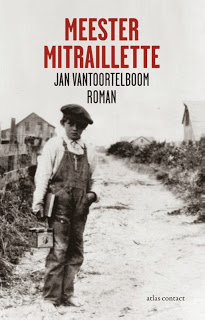 MEESTER
MITRAILLETTE
JAN VANTOORTELBOOM
ROMAN
atlas contact